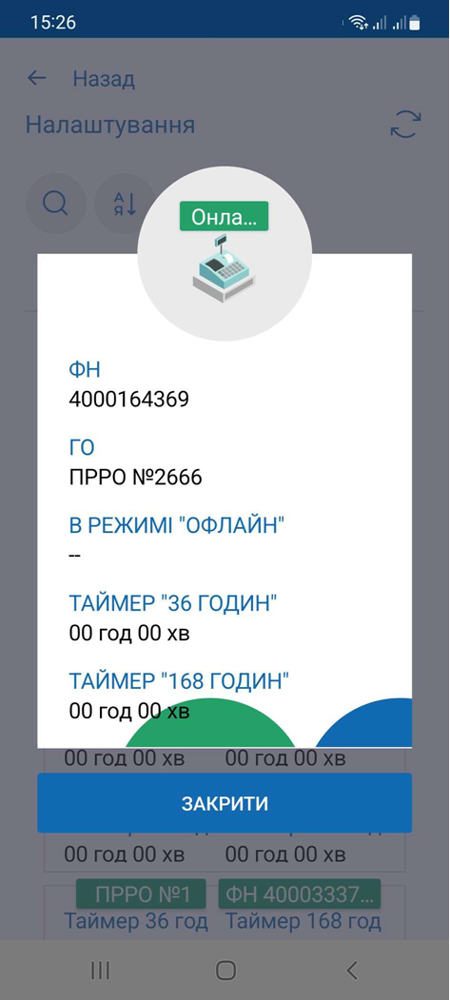 15:26
Назад
Налаштування
А
Я
Онла...
ФН
4000164369
ГО
ПРРО №2666
В РЕЖИМІ "ОФЛАЙН"
--
ТАЙМЕР "36 ГОДИН"
00 год 00 хв
ТАЙМЕР "168 ГОДИН"
00 год 00 хв
00 год 00 хв 00 год 00 хв
ЗАКРИТИ
00 год 00 хв 00 год 00 хв
ПРРО №1 ФН 40003337...
Таймер 36 год Таймер 168 год